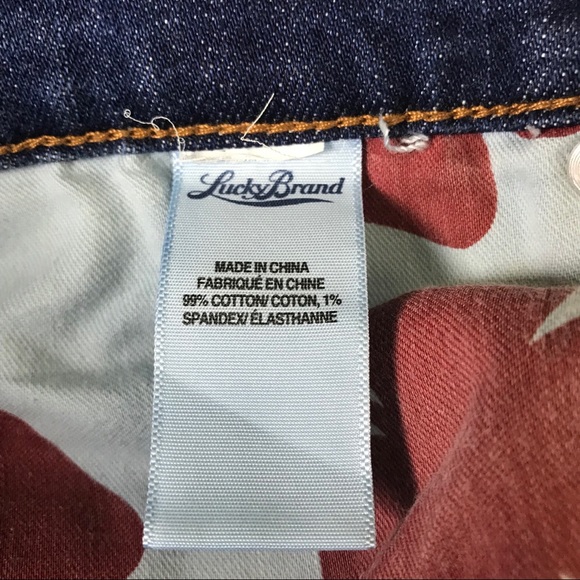 Lucky Brand
MADE IN CHINA
FABRIQUÉ EN CHINE
99% COTTON/ COTON, 1%
SPANDEX/ ÉLASTHANNE